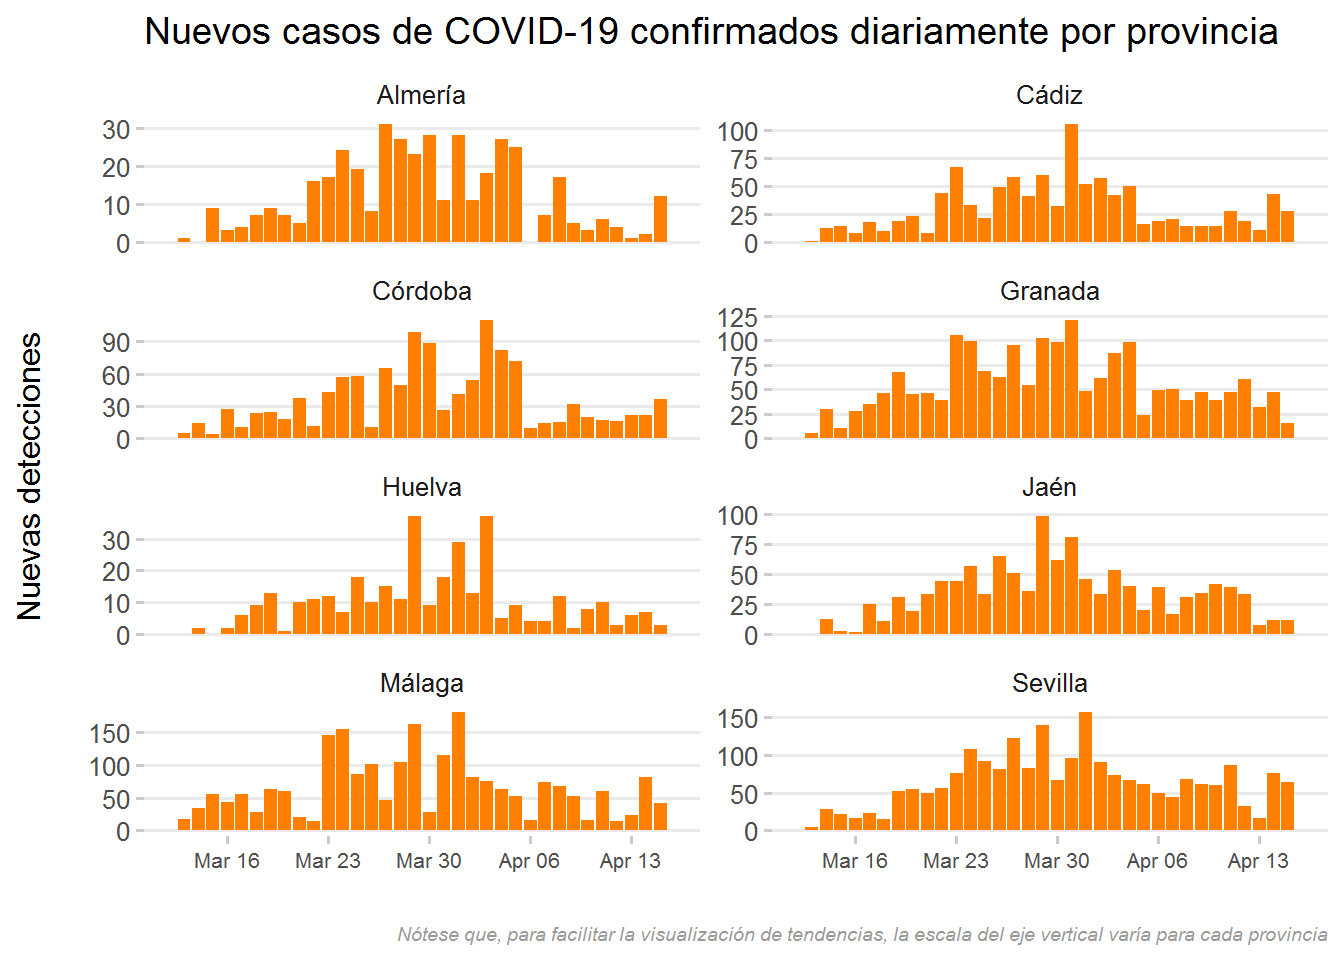 Nuevos casos de COVID-19 confirmados diariamente por provincia
Nuevas detecciones
Almería
30
20
10
0
Cádiz
100
75
50
25
0
Córdoba
90
60
30
0
Granada
125
100
75
50
25
0
Huelva
30
20
10
0
Jaén
100
75
50
25
0
Málaga
150
100
50
0
Mar 16 Mar 23 Mar 30 Apr 06 Apr 13
Sevilla
150
100
50
0
Mar 16 Mar 23 Mar 30 Apr 06 Apr 13
Nótese que, para facilitar la visualización de tendencias, la escala del eje vertical varía para cada provincia